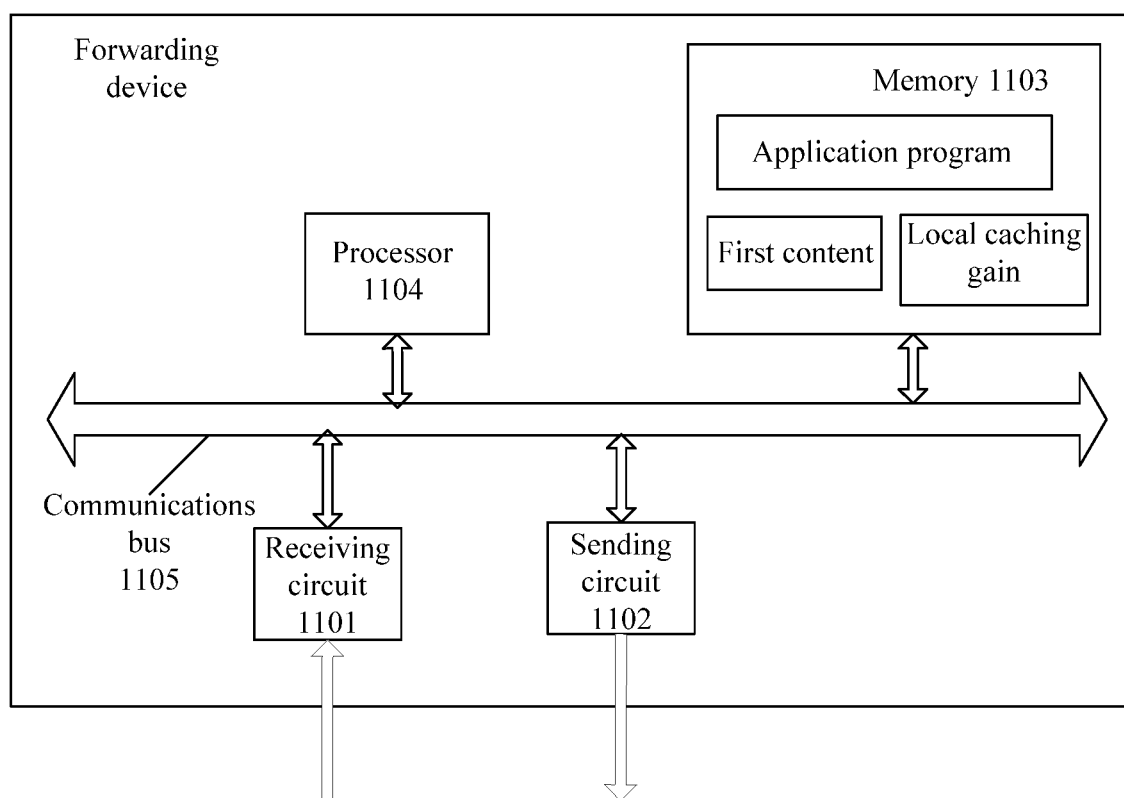 Forwarding
device
Memory 1103
Application program
First content
Local caching
gain
Processor
1104
Communications
bus
1105
Receiving
circuit
1101
Sending
circuit
1102